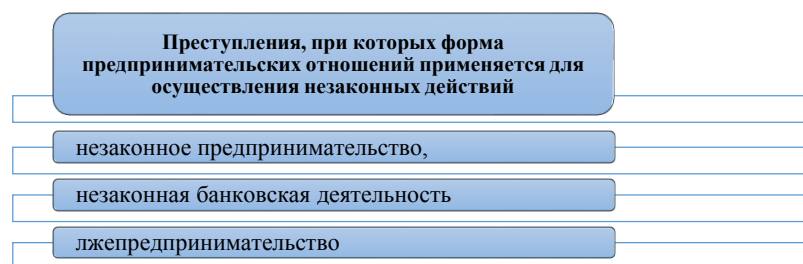 Преступления, при которых форма
предпринимательских отношений применяется для
осуществления незаконных действий
незаконное предпринимательство,
незаконная банковская деятельность
лжепредпринимательство